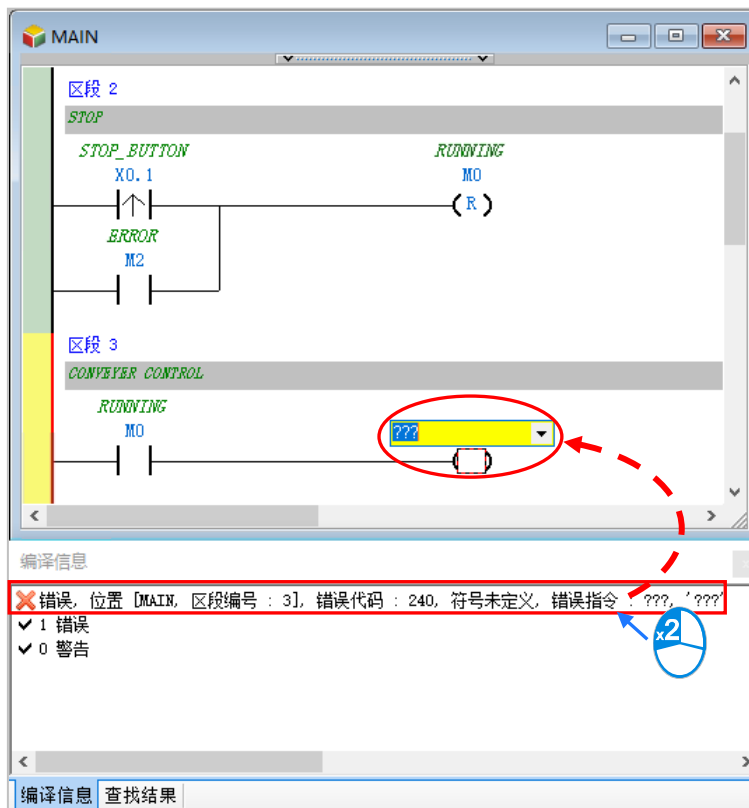 MAIN
区段 2
STOP
STOP_BUTTON RUNNING
X0.1 M0
R
ERROR
M2
区段 3
CONVEYER CONTROL
RUNNING
M0 ???
编译信息
错误, 位置 [MAIN, 区段编号 : 3], 错误代码 : 240, 符号未定义, 错误指令 : ???, '???'
1 错误
0 警告
x2
编译信息 查找结果